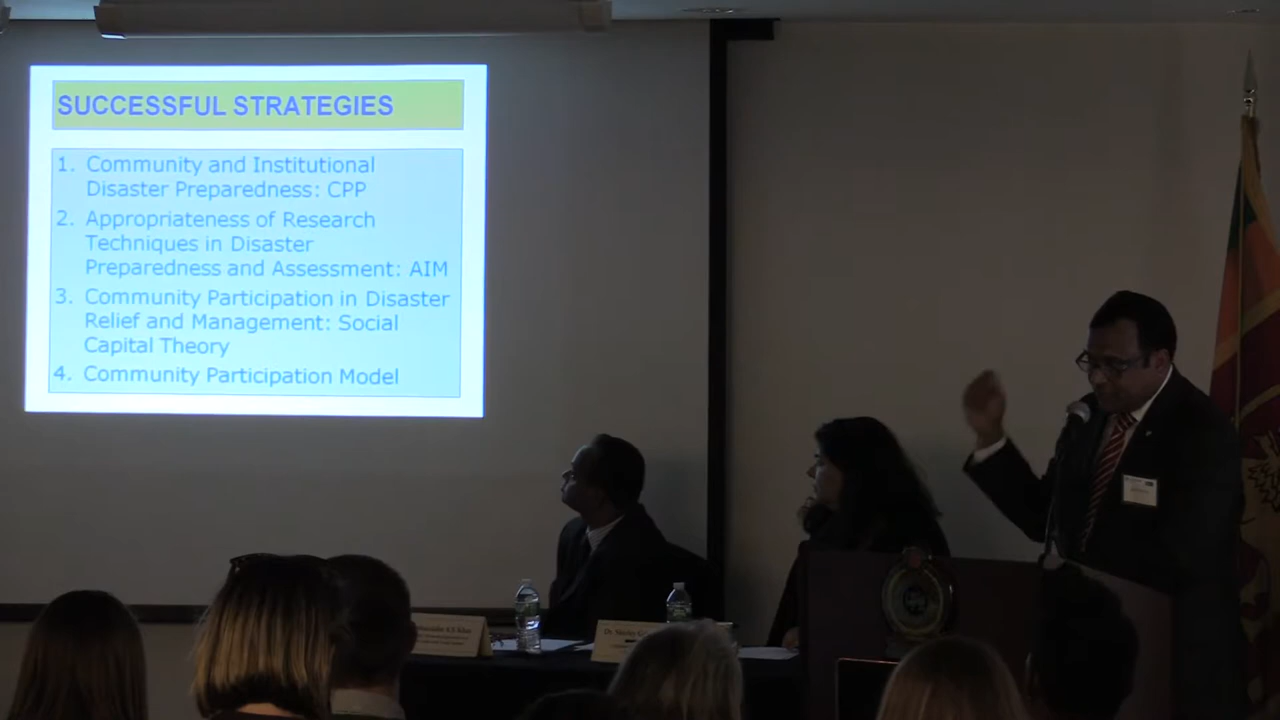 SUCCESSFUL STRATEGIES
1. Community and Institutional
Disaster Preparedness: CPP
2. Appropriateness of Research
Techniques in Disaster
Preparedness and Assessment: AIM
3. Community Participation in Disaster
Relief and Management: Social
Capital Theory
4. Community Participation Model
Dr.